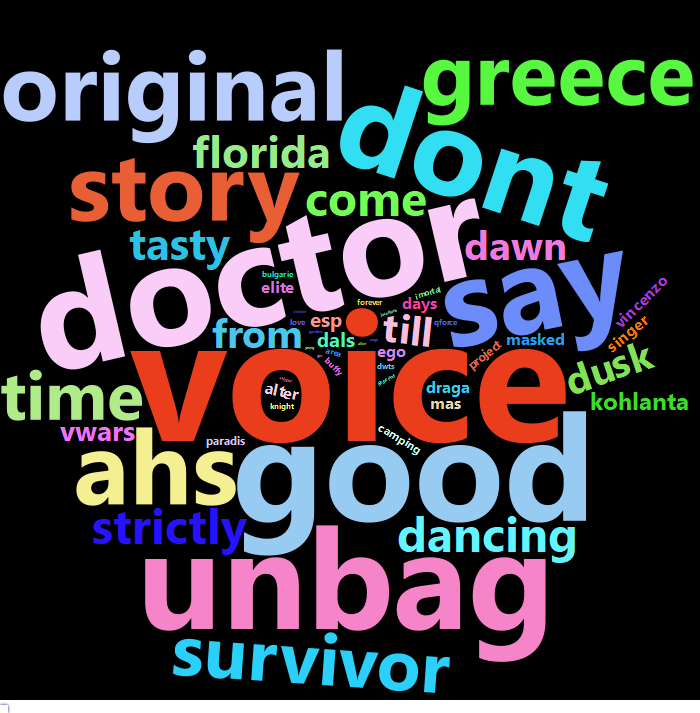 original
greece
dont
florida
story
come
doctor
tasty
dawn
say
bulgarie
elite
forever
days
vincenzo
love
esp
till
qforce
singer
from
dals
masked
project
area
ego
buffy
dwts
dusk
time
voice
alter
knight
draga
mas
kohlanta
vwars
paradis
camping
ahs
good
strictly
dancing
unbag
survivor